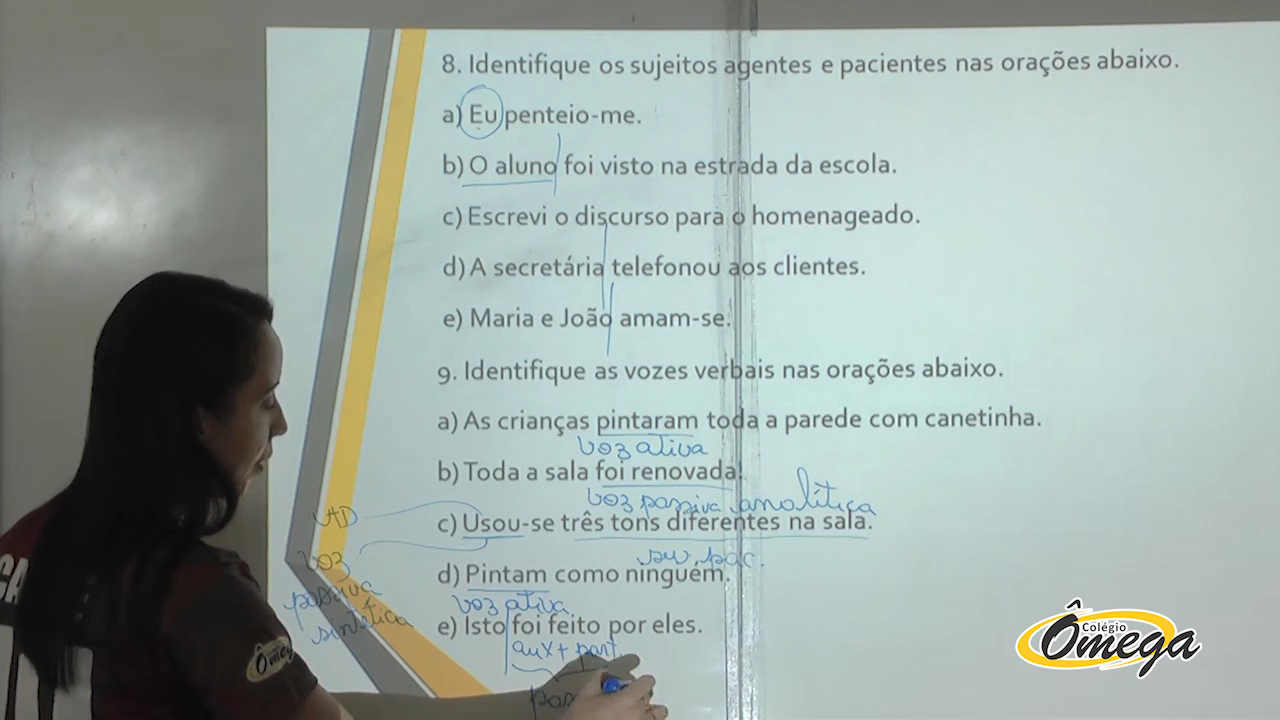 8. Identifique os sujeitos agentes e pacientes nas orações abaixo.
a) Eu penteio-me.
b) O aluno foi visto na estrada da escola.
c) Escrevi o discurso para o homenageado.
d) A secretária telefonou aos clientes.
e) Maria e João amam-se.
9. Identifique as vozes verbais nas orações abaixo.
a) As crianças pintaram toda a parede com canetinha.
voz ativa
b) Toda a sala foi renovada!
voz passiva analítica
VTD
c) Usou-se três tons diferentes na sala.
voz
passiva
sintética
pac.
d) Pintam como ninguém.
voz ativa
e) Isto foi feito por eles.
aux + part.
Colégio
Ômega
Ômega